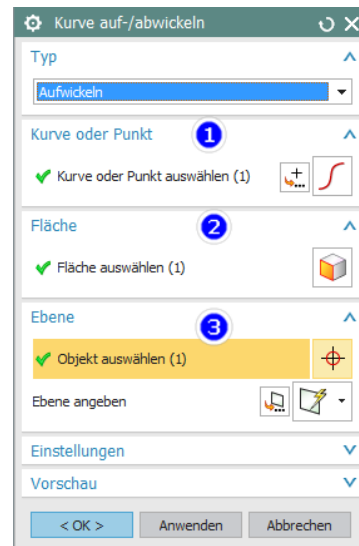 Kurve auf-/abwickeln
Typ
Aufwickeln
Kurve oder Punkt 1
Kurve oder Punkt auswählen (1)
Fläche 2
Fläche auswählen (1)
Ebene 3
Objekt auswählen (1)
Ebene angeben
Einstellungen
Vorschau
< OK > Anwenden Abbrechen